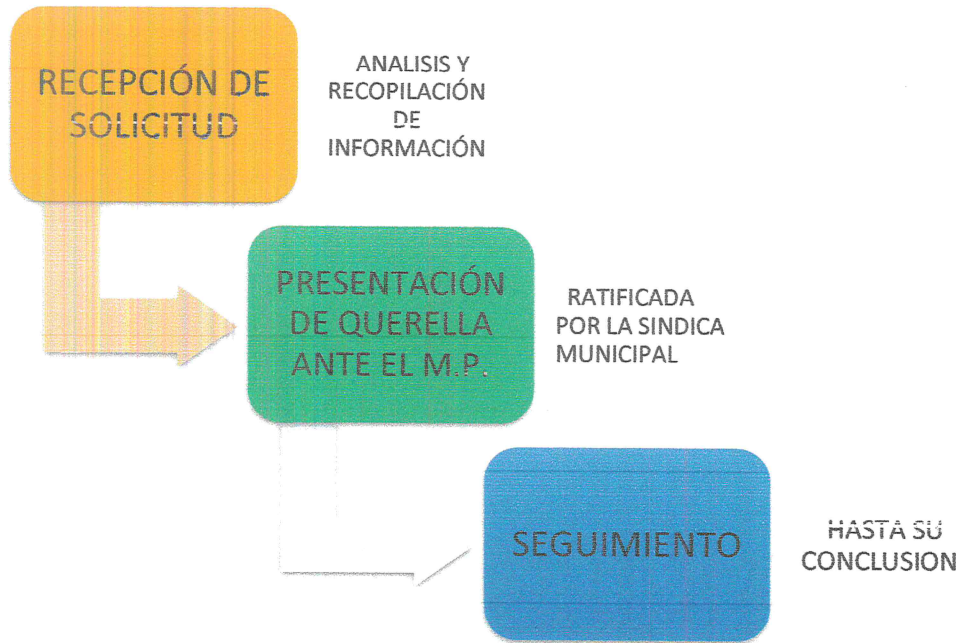 RECEPCIÓN DE
SOLICITUD
ANALISIS Y
RECOPILACIÓN
DE
INFORMACIÓN
PRESENTACIÓN
DE QUERELLA
ANTE EL M.P.
RATIFICADA
POR LA SINDICA
MUNICIPAL
SEGUIMIENTO
HASTA SU
CONCLUSION